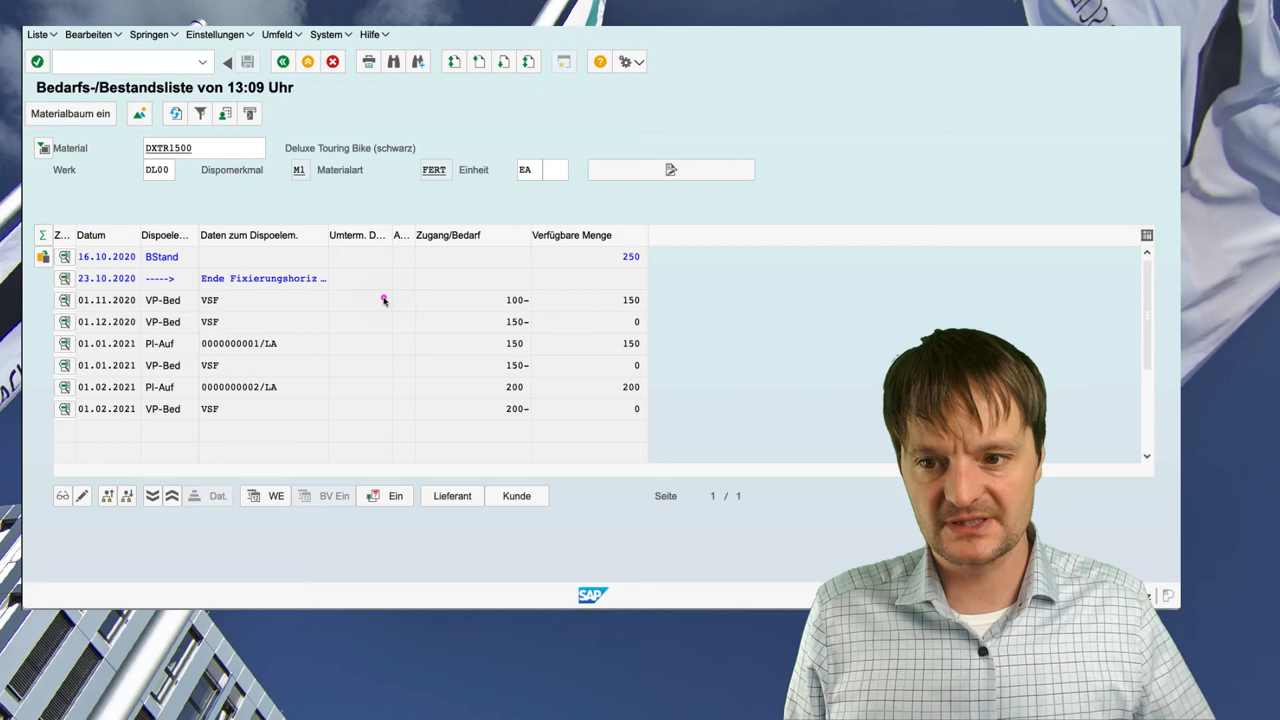 Liste Bearbeiten Springen Einstellungen Umfeld System Hilfe
Bedarfs-/Bestandsliste von 13:09 Uhr
Materialbaum ein
Material DXTR1500 Deluxe Touring Bike (schwarz)
Werk DL00 Dispomerkmal M1 Materialart FERT Einheit EA
Σ Z... Datum Dispoele... Daten zum Dispoelem. Umterm. D... A... Zugang/Bedarf Verfügbare Menge
16.10.2020 BStand 250
23.10.2020 -----> Ende Fixierungshoriz …
01.11.2020 VP-Bed VSF 100- 150
01.12.2020 VP-Bed VSF 150- 0
01.01.2021 Pl-Auf 0000000001/LA 150 150
01.01.2021 VP-Bed VSF 150- 0
01.02.2021 Pl-Auf 0000000002/LA 200 200
01.02.2021 VP-Bed VSF 200- 0
Dat. WE BV Ein Ein Lieferant Kunde Seite 1 / 1
SAP